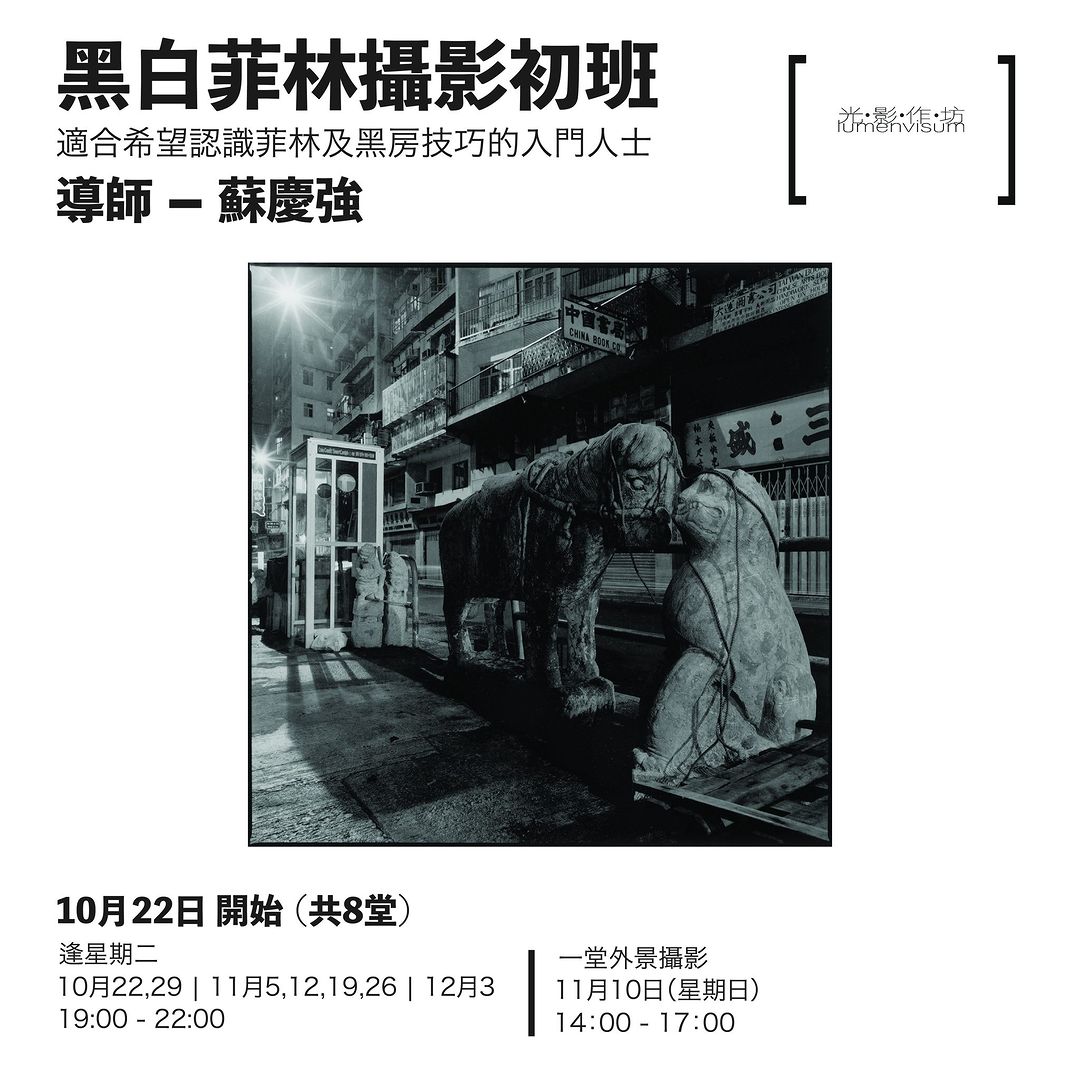 黑白菲林攝影初班
適合希望認識菲林及黑房技巧的入門人士
導師 – 蘇慶強
光·影·作·坊
lumenvisum
中國書局
CHINA BOOK CO.
盛：三
10月22日 開始（共8堂）
逢星期二
10月22,29 | 11月5,12,19,26 | 12月3
19:00 - 22:00
一堂外景攝影
11月10日(星期日)
14:00 - 17:00